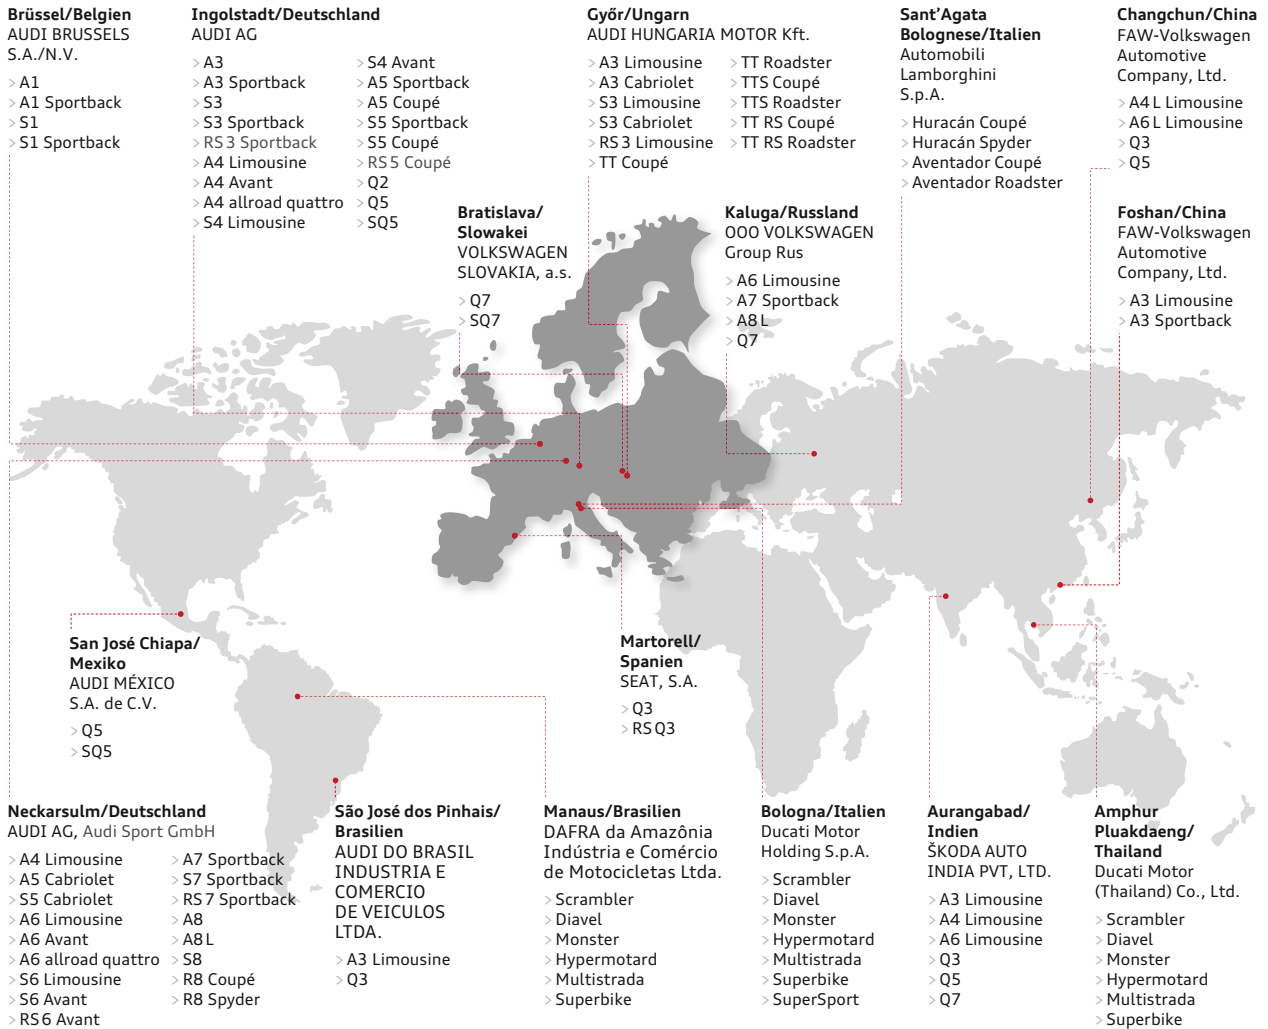 Brüssel/Belgien
AUDI BRUSSELS
S.A./N.V.
> A1
> A1 Sportback
> S1
> S1 Sportback
Ingolstadt/Deutschland
AUDI AG
> A3
> A3 Sportback
> S3
> S3 Sportback
> RS 3 Sportback
> A4 Limousine
> A4 Avant
> A4 allroad quattro
> S4 Limousine
> S4 Avant
> A5 Sportback
> A5 Coupé
> S5 Sportback
> S5 Coupé
> RS 5 Coupé
> Q2
> Q5
> SQ5
Győr/Ungarn
AUDI HUNGARIA MOTOR Kft.
> A3 Limousine
> A3 Cabriolet
> S3 Limousine
> S3 Cabriolet
> RS 3 Limousine
> TT Coupé
> TT Roadster
> TTS Coupé
> TTS Roadster
> TT RS Coupé
> TT RS Roadster
Sant'Agata
Bolognese/Italien
Automobili
Lamborghini
S.p.A.
> Huracán Coupé
> Huracán Spyder
> Aventador Coupé
> Aventador Roadster
Changchun/China
FAW-Volkswagen
Automotive
Company, Ltd.
> A4 L Limousine
> A6 L Limousine
> Q3
> Q5
Bratislava/
Slowakei
VOLKSWAGEN
SLOVAKIA, a.s.
> Q7
> SQ7
Kaluga/Russland
OOO VOLKSWAGEN
Group Rus
> A6 Limousine
> A7 Sportback
> A8 L
> Q7
Foshan/China
FAW-Volkswagen
Automotive
Company, Ltd.
> A3 Limousine
> A3 Sportback
San José Chiapa/
Mexiko
AUDI MÉXICO
S.A. de C.V.
> Q5
> SQ5
Martorell/
Spanien
SEAT, S.A.
> Q3
> RS Q3
Neckarsulm/Deutschland
AUDI AG, Audi Sport GmbH
> A4 Limousine
> A5 Cabriolet
> S5 Cabriolet
> A6 Limousine
> A6 Avant
> A6 allroad quattro
> S6 Limousine
> S6 Avant
> RS 6 Avant
> A7 Sportback
> S7 Sportback
> RS 7 Sportback
> A8
> A8 L
> S8
> R8 Coupé
> R8 Spyder
São José dos Pinhais/
Brasilien
AUDI DO BRASIL
INDUSTRIA E
COMERCIO
DE VEICULOS
LTDA.
> A3 Limousine
> Q3
Manaus/Brasilien
DAFRA da Amazônia
Indústria e Comércio
de Motocicletas Ltda.
> Scrambler
> Diavel
> Monster
> Hypermotard
> Multistrada
> Superbike
Bologna/Italien
Ducati Motor
Holding S.p.A.
> Scrambler
> Diavel
> Monster
> Hypermotard
> Multistrada
> Superbike
> SuperSport
Aurangabad/
Indien
ŠKODA AUTO
INDIA PVT, LTD.
> A3 Limousine
> A4 Limousine
> A6 Limousine
> Q3
> Q5
> Q7
Amphur
Pluakdaeng/
Thailand
Ducati Motor
(Thailand) Co., Ltd.
> Scrambler
> Diavel
> Monster
> Hypermotard
> Multistrada
> Superbike